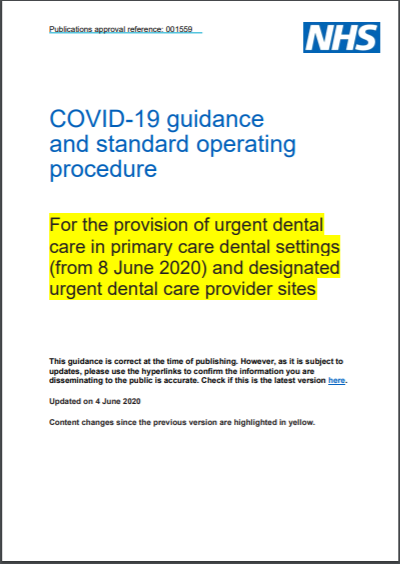 Publications approval reference: 001559
NHS
COVID-19 guidance
and standard operating
procedure
For the provision of urgent dental
care in primary care dental settings
(from 8 June 2020) and designated
urgent dental care provider sites
This guidance is correct at the time of publishing. However, as it is subject to
updates, please use the hyperlinks to confirm the information you are
disseminating to the public is accurate. Check if this is the latest version here.
Updated on 4 June 2020
Content changes since the previous version are highlighted in yellow.